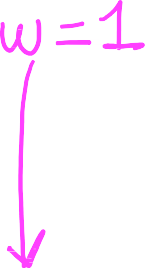 w = 1